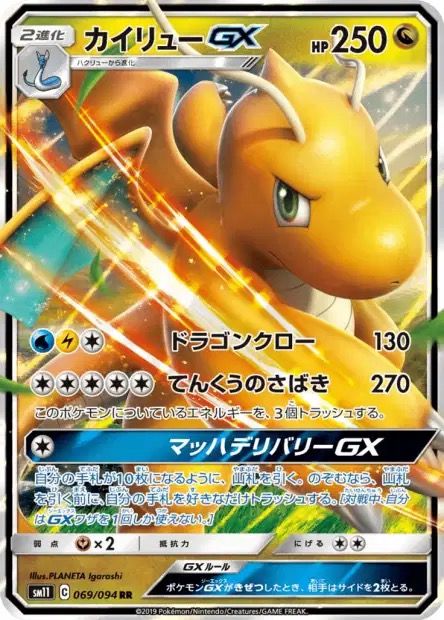 2進化 カイリューGX HP250
ハクリューから進化
ドラゴンクロー 130
てんくうのさばき 270
このポケモンについているエネルギーを、3個トラッシュする。
マッハデリバリーGX
自分の手札が10枚になるように、山札を引く。のぞむなら、山札
を引く前に、自分の手札を好きなだけトラッシュする。[対戦中、自分
はGXワザを1回しか使えない。]
弱点 ×2 抵抗力 にげる
Illus.PLANETA Igarashi
GXルール
ポケモンGXがきぜつしたとき、相手はサイドを2枚とる。
sm11 C 069/094 RR
©2019 Pokémon/Nintendo/Creatures/GAME FREAK.